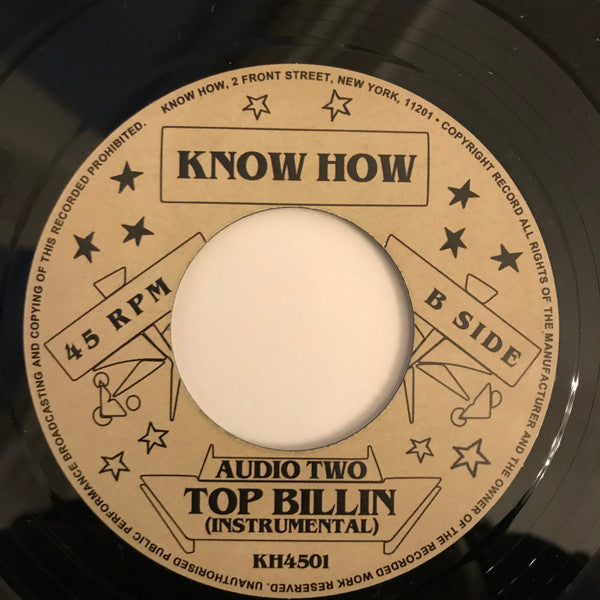 KNOW HOW, 2 FRONT STREET, NEW YORK, 11201 • COPYRIGHT RECORD ALL RIGHTS OF THE MANUFACTURER AND THE OWNER OF THE RECORDED WORK RESERVED. UNAUTHORISED PUBLIC PERFORMANCE BROADCASTING AND COPYING OF THIS RECORDED PROHIBITED.
KNOW HOW
45 RPM
B SIDE
AUDIO TWO
TOP BILLIN
(INSTRUMENTAL)
KH4501